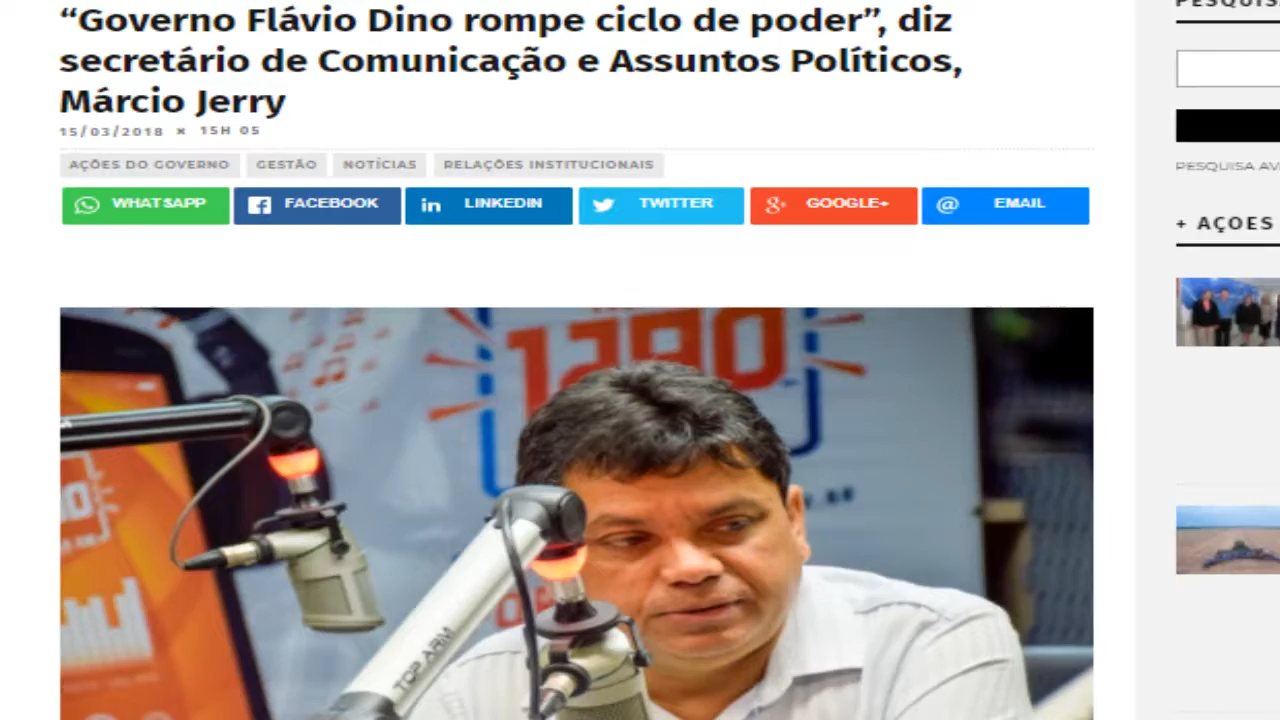 “Governo Flávio Dino rompe ciclo de poder”, diz
secretário de Comunicação e Assuntos Políticos,
Márcio Jerry
15/03/2018 × 15H 05
AÇÕES DO GOVERNO GESTÃO NOTÍCIAS RELAÇÕES INSTITUCIONAIS
WHATSAPP FACEBOOK LINKEDIN TWITTER GOOGLE+ EMAIL
PESQUISA AV
+ AÇOES
1290
TOP ARM